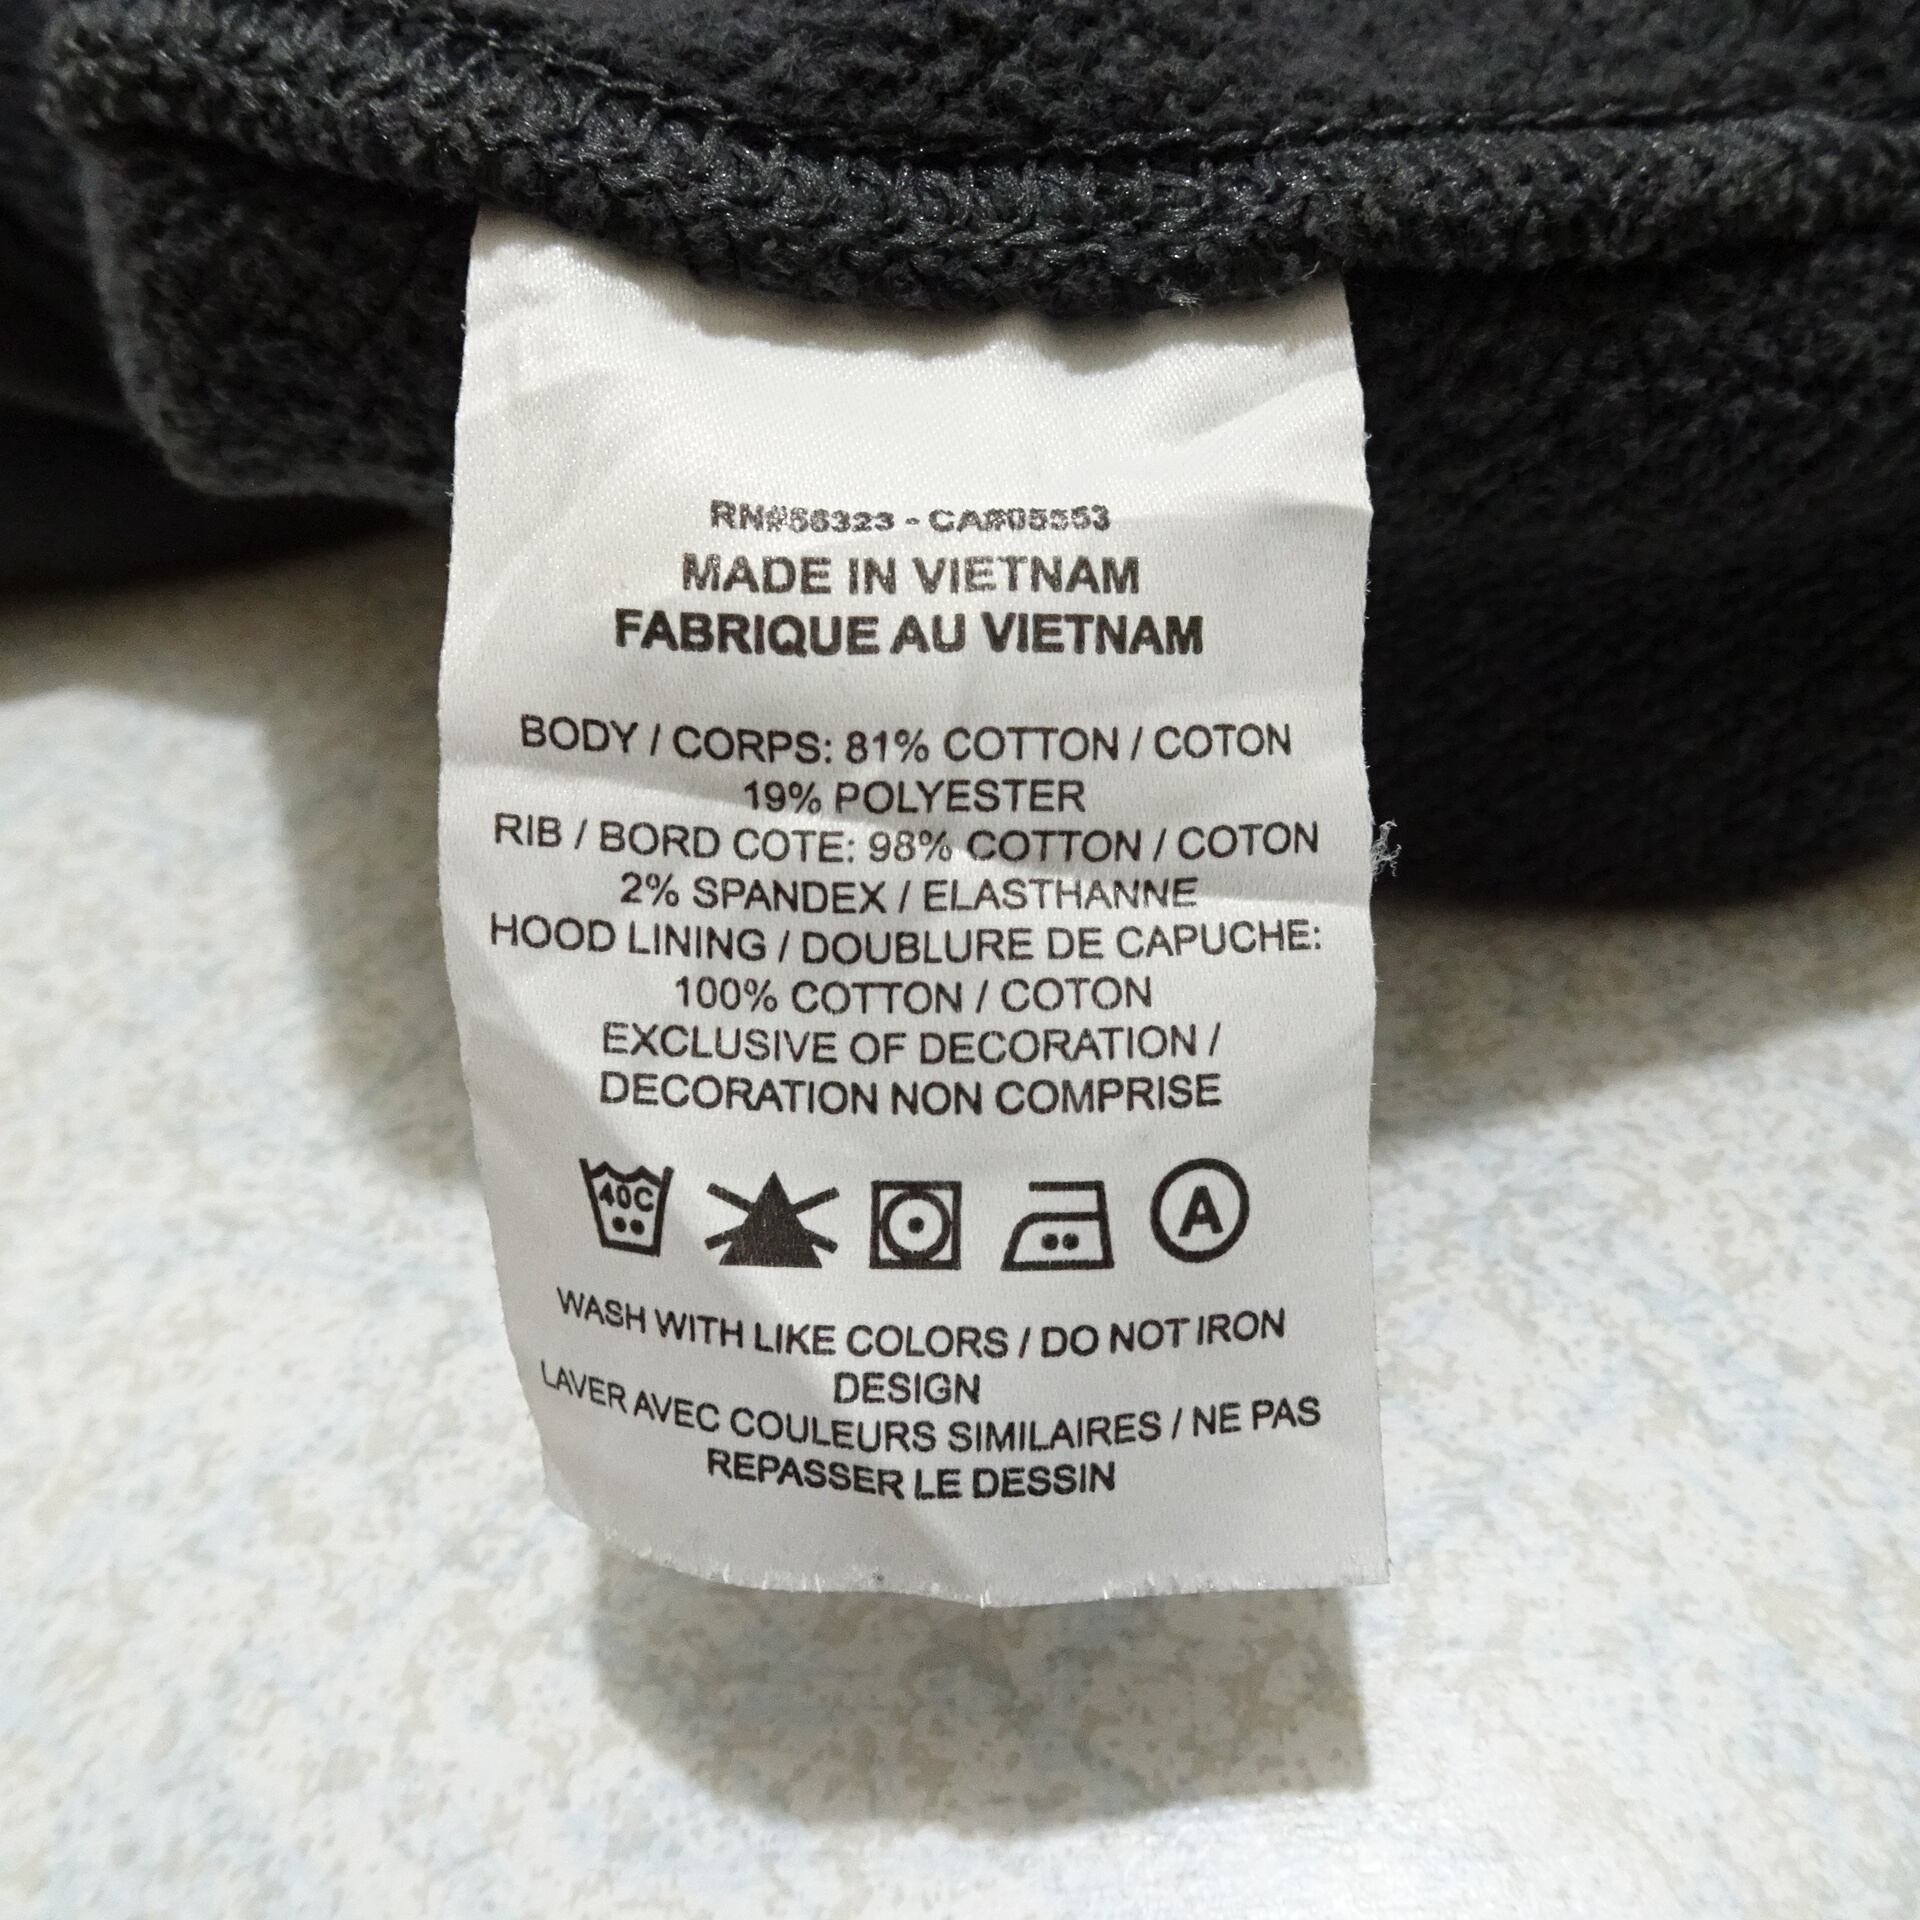 RN#56323 - CA#05553
MADE IN VIETNAM
FABRIQUE AU VIETNAM
BODY / CORPS: 81% COTTON / COTON
19% POLYESTER
RIB / BORD COTE: 98% COTTON / COTON
2% SPANDEX / ELASTHANNE
HOOD LINING / DOUBLURE DE CAPUCHE:
100% COTTON / COTON
EXCLUSIVE OF DECORATION /
DECORATION NON COMPRISE
40C A
WASH WITH LIKE COLORS / DO NOT IRON
DESIGN
LAVER AVEC COULEURS SIMILAIRES / NE PAS
REPASSER LE DESSIN